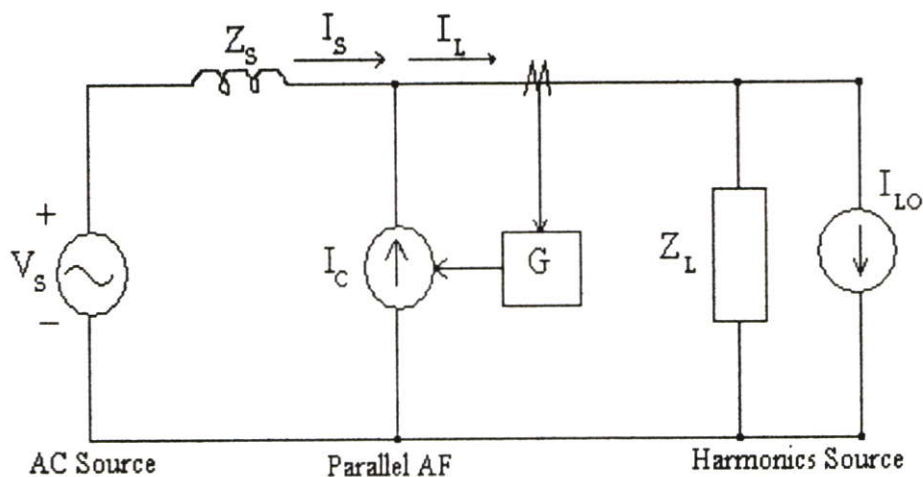 Z_S
I_S
I_L
+
V_S
−
I_C
G
Z_L
I_LO
AC Source
Parallel AF
Harmonics Source